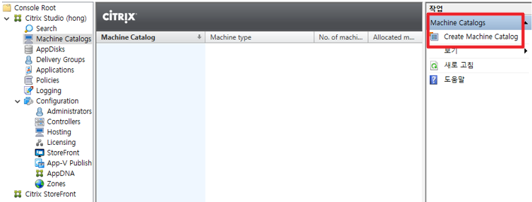 Console Root
Citrix Studio (hong)
Search
Machine Catalogs
AppDisks
Delivery Groups
Applications
Policies
Logging
Configuration
Administrators
Controllers
Hosting
Licensing
StoreFront
App-V Publish
AppDNA
Zones
Citrix StoreFront
CITRIX
Machine Catalog
Machine type
No. of machi...
Allocated m...
작업
Machine Catalogs
Create Machine Catalog
보기
새로 고침
도움말